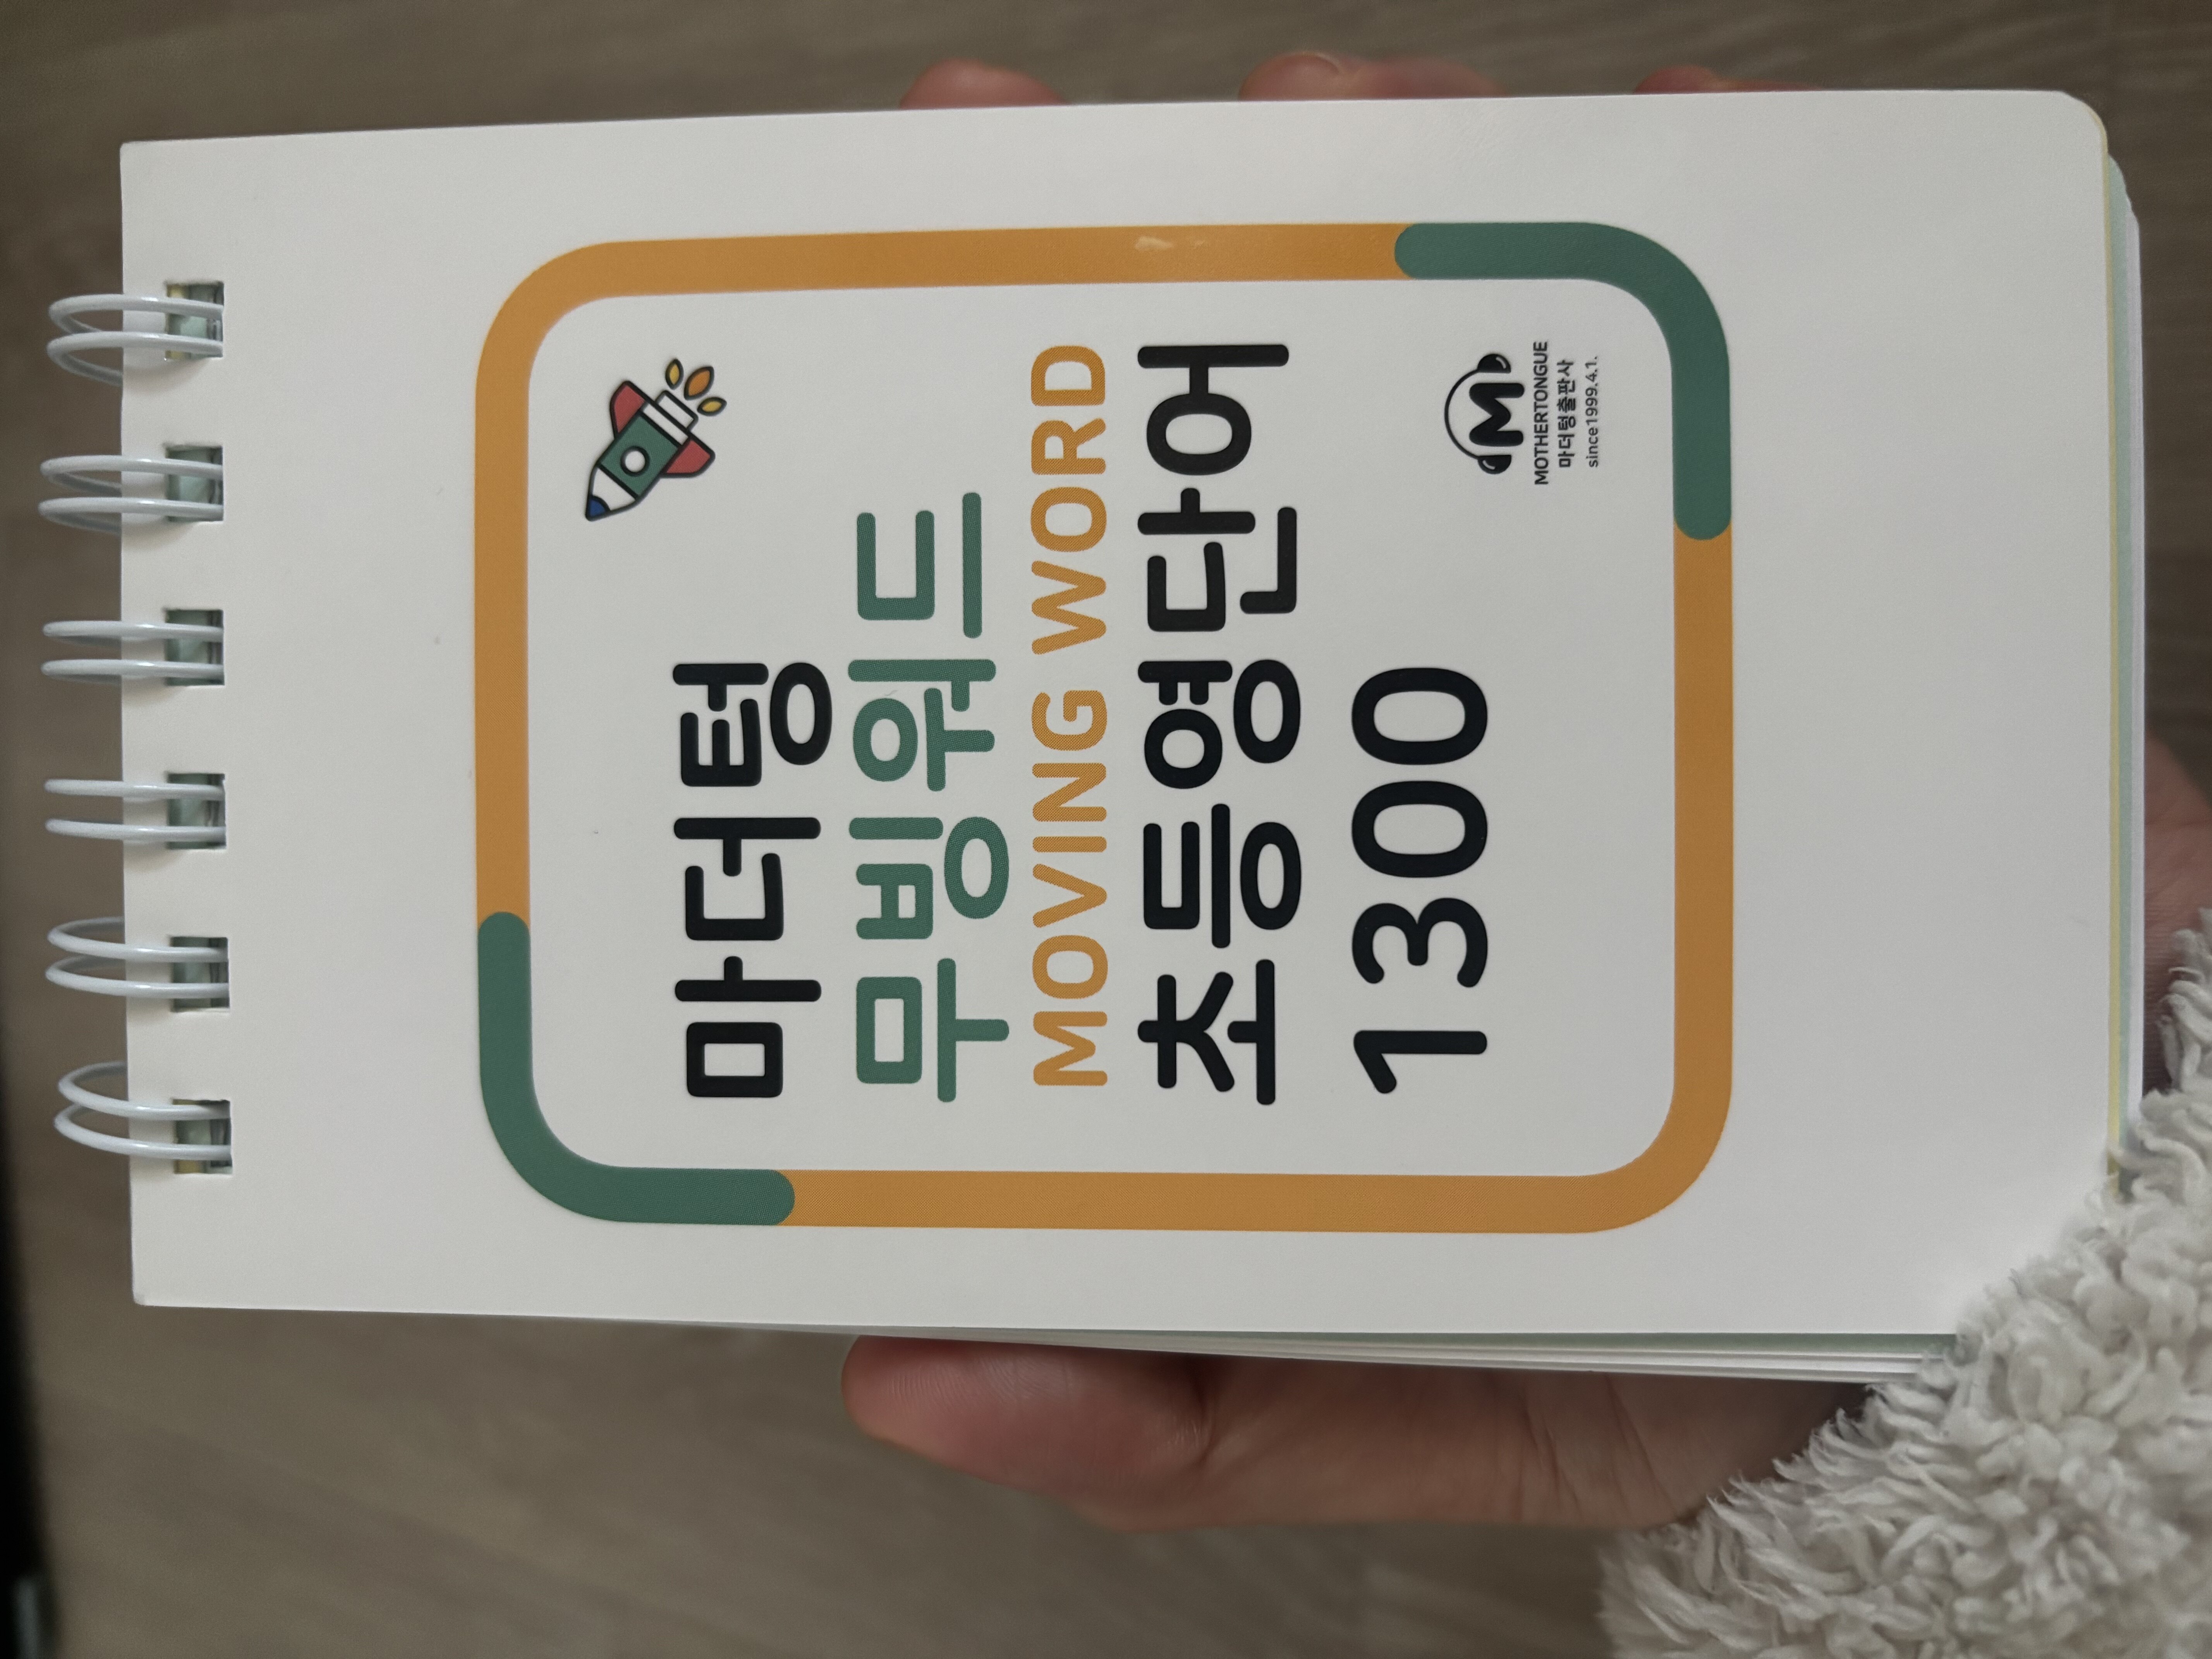 마더텅
무빙워드
MOVING WORD
초등영단어
1300
M
MOTHERTONGUE
마더텅출판사
since1999.4.1.